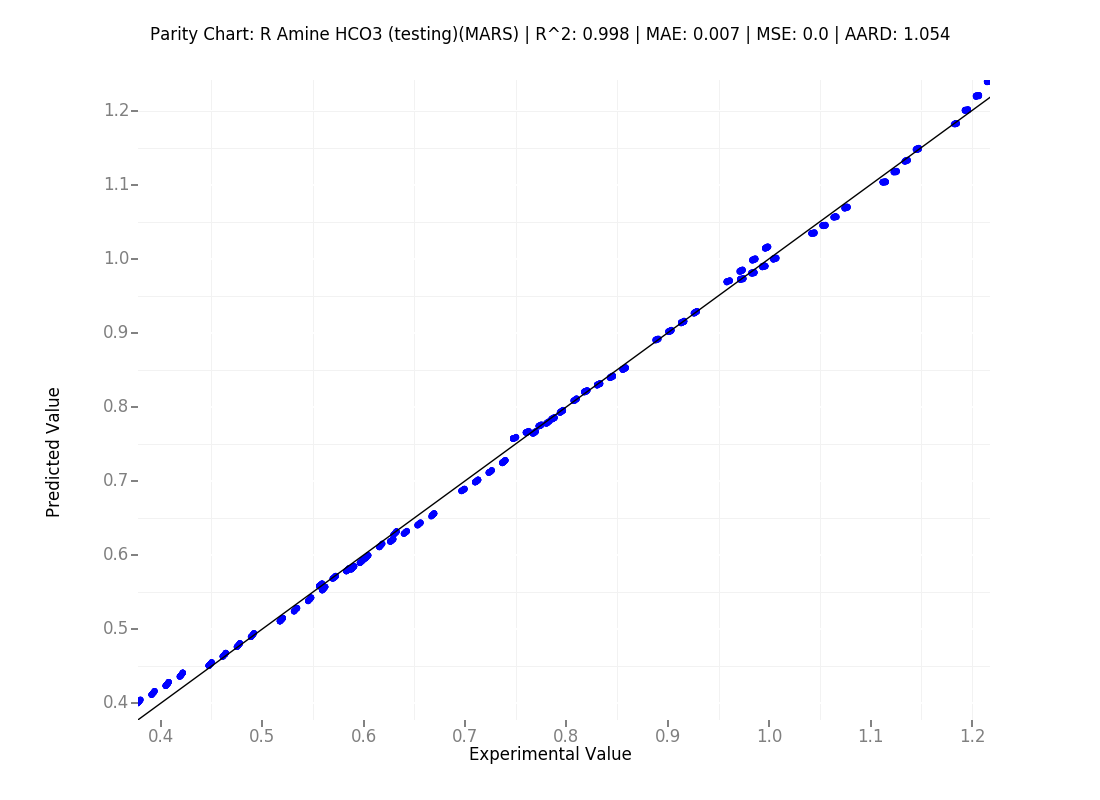 Parity Chart: R Amine HCO3 (testing)(MARS) | R^2: 0.998 | MAE: 0.007 | MSE: 0.0 | AARD: 1.054
1.2
1.1
1.0
0.9
0.8
0.7
0.6
0.5
0.4
Predicted Value
0.4 0.5 0.6 0.7 0.8 0.9 1.0 1.1 1.2
Experimental Value